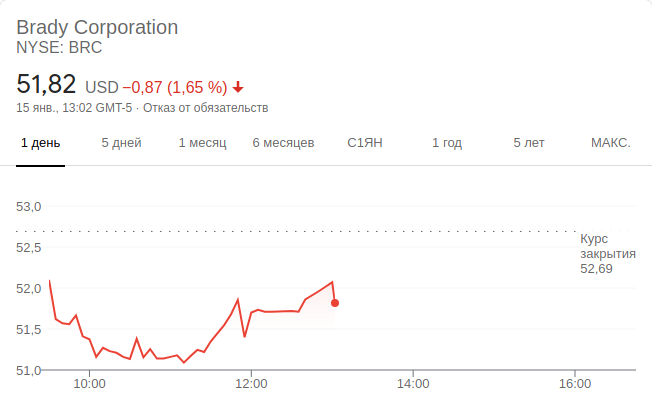 Brady Corporation
NYSE: BRC
51,82 USD −0,87 (1,65 %)
15 янв., 13:02 GMT-5 · Отказ от обязательств
1 день 5 дней 1 месяц 6 месяцев С1ЯН 1 год 5 лет МАКС.
53,0
Курс
52,5 закрытия
52,69
52,0
51,5
51,0
10:00 12:00 14:00 16:00